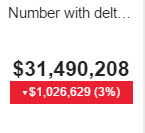 Number with delt...
$31,490,208
▼$1,026,629 (3%)